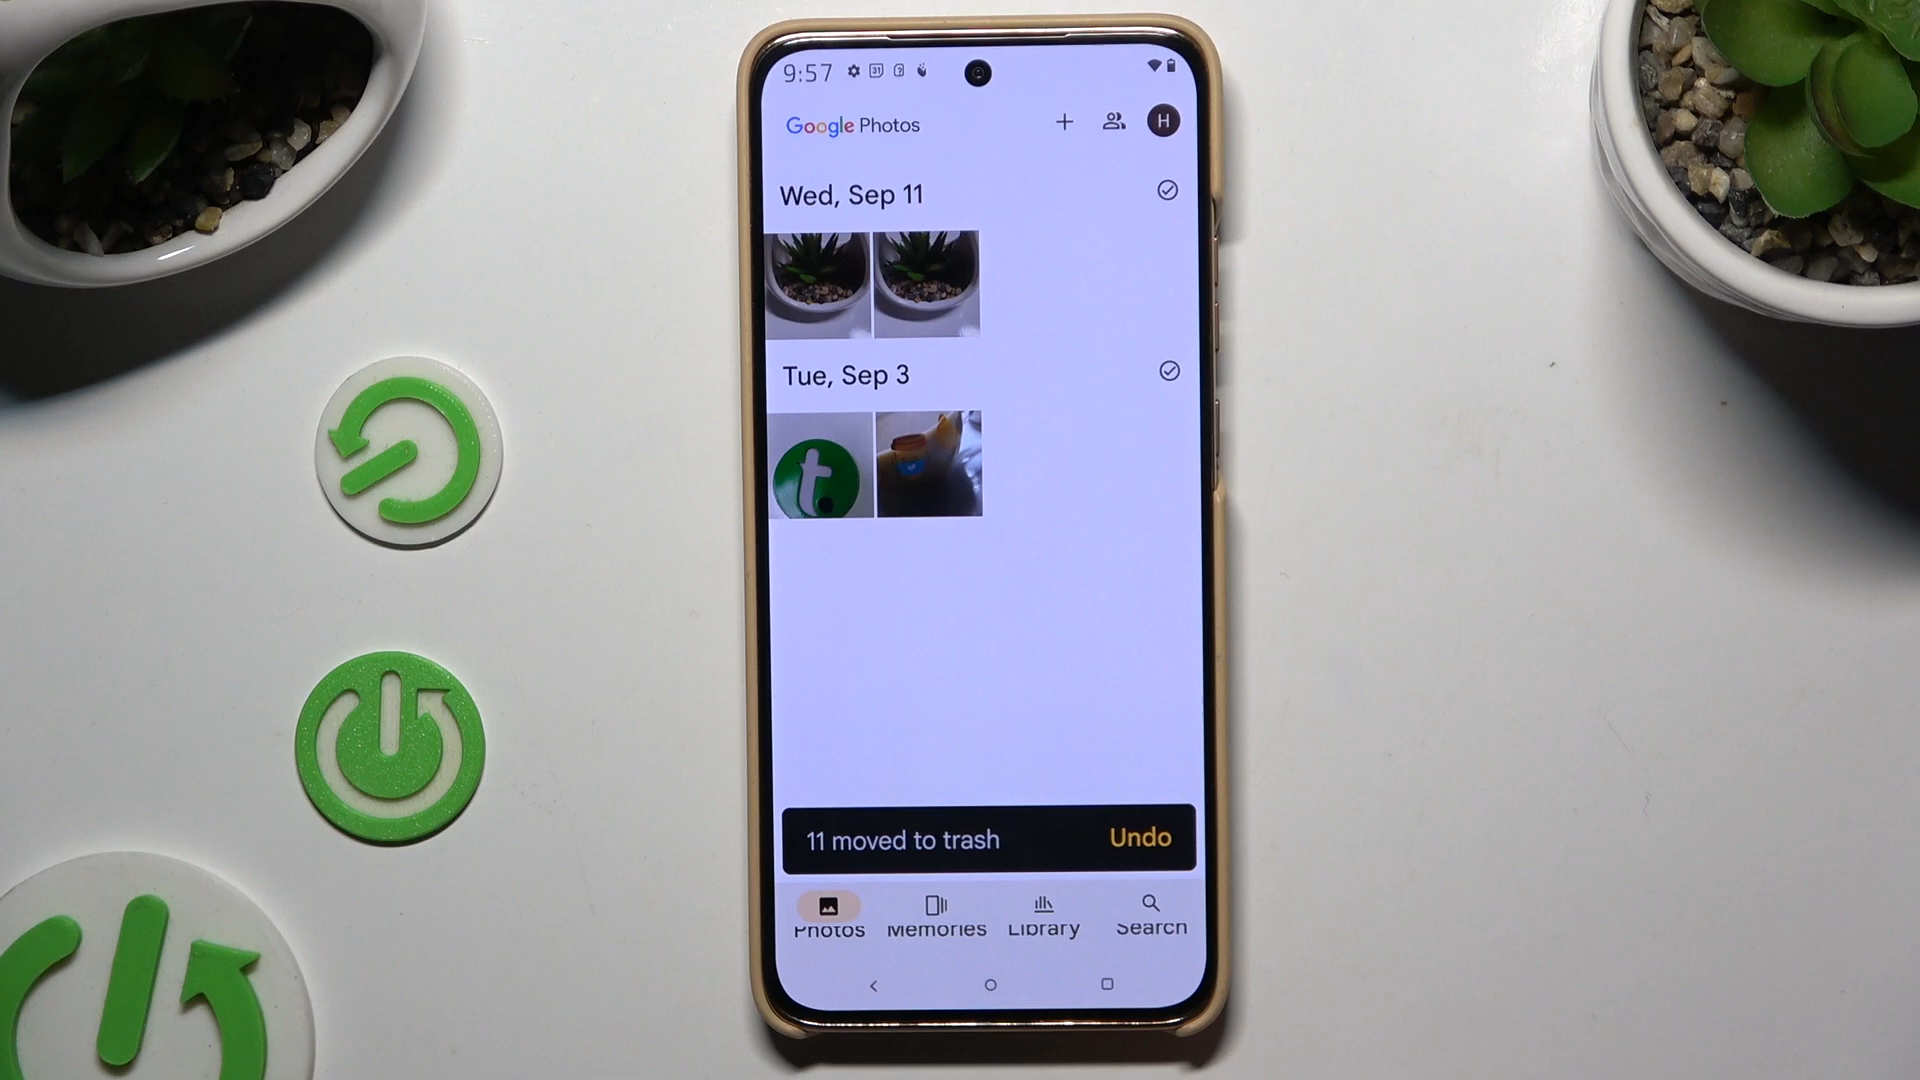 9:57 31
Google Photos H
Wed, Sep 11
Tue, Sep 3
t
11 moved to trash Undo
Photos Memories Library Search